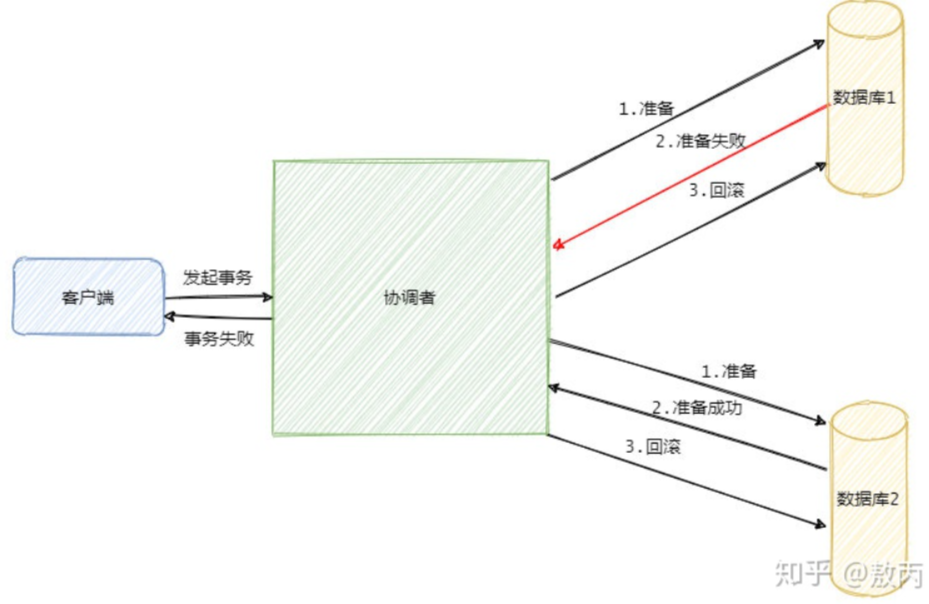 1.准备
数据库1
2.准备失败
3.回滚
发起事务
客户端
协调者
事务失败
1.准备
2.准备成功
3.回滚
数据库2
知乎 @敖丙